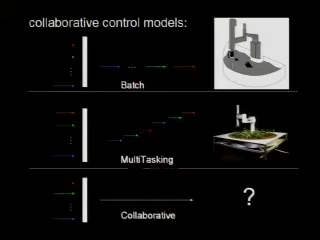 collaborative control models:
Batch
MultiTasking
?
Collaborative